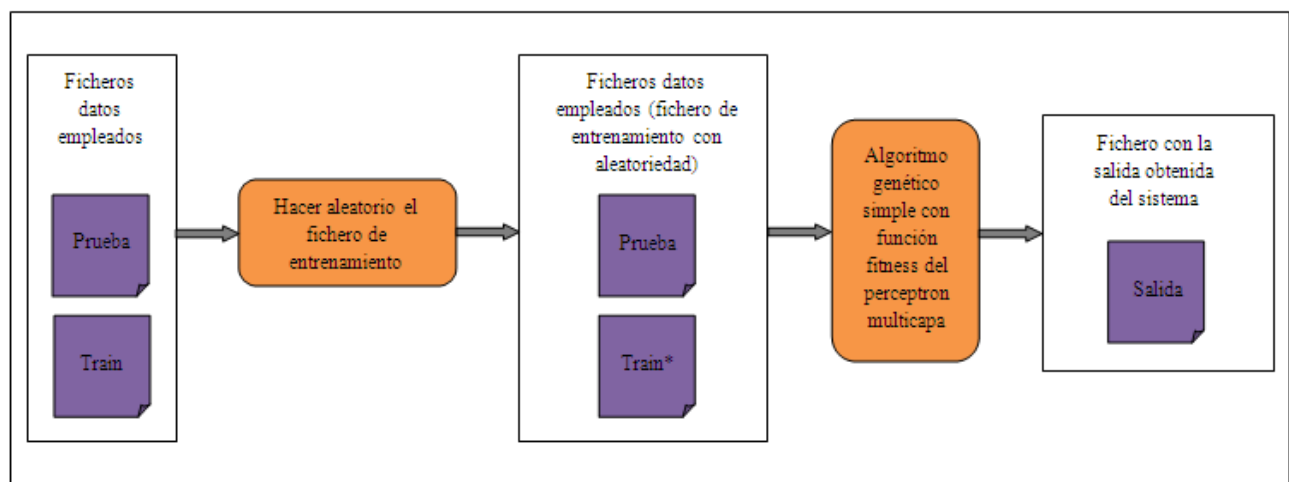 Ficheros
datos
empleados
Prueba
Train
Hacer aleatorio el
fichero de
entrenamiento
Ficheros datos
empleados (fichero de
entrenamiento con
aleatoriedad)
Prueba
Train*
Algoritmo
genético
simple con
función
fitness del
perceptron
multicapa
Fichero con la
salida obtenida
del sistema
Salida